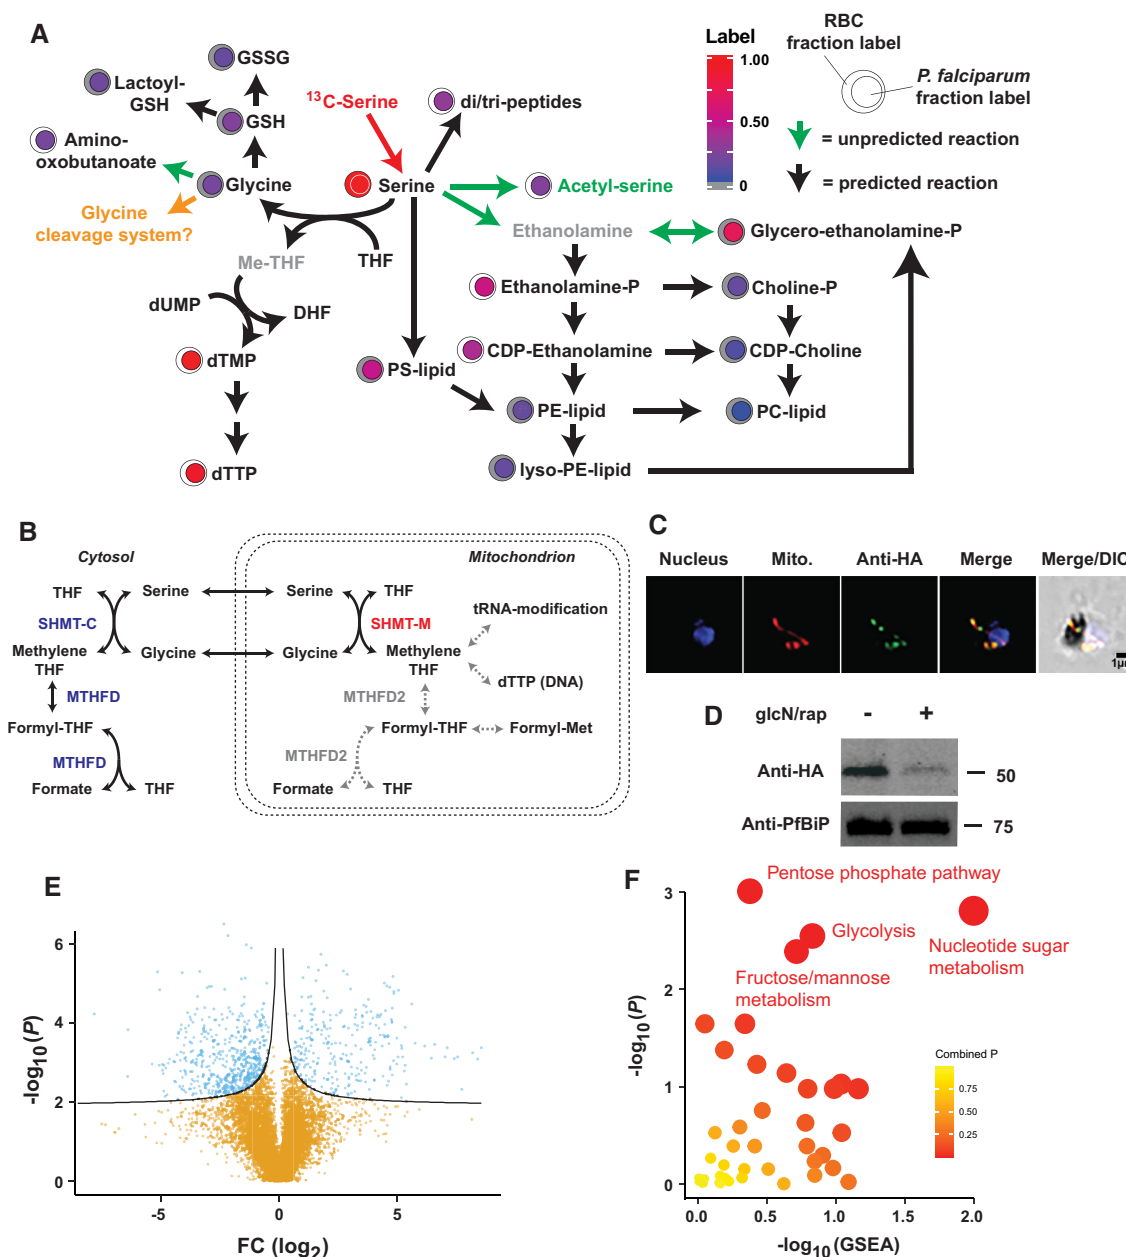 A
GSSG
Lactoyl-
GSH
GSH
Amino-
oxobutanoate
Glycine
Glycine
cleavage system?
13C-Serine
Serine
di/tri-peptides
Acetyl-serine
Ethanolamine
Glycero-ethanolamine-P
Me-THF
THF
dUMP
DHF
dTMP
dTTP
PS-lipid
Ethanolamine-P
Choline-P
CDP-Ethanolamine
CDP-Choline
PE-lipid
PC-lipid
lyso-PE-lipid
Label
1.00
0.50
0
RBC
fraction label
P. falciparum
fraction label
= unpredicted reaction
= predicted reaction
B
Cytosol
Mitochondrion
THF
Serine
Serine
THF
SHMT-C
SHMT-M
tRNA-modification
Methylene
THF
Glycine
Glycine
Methylene
THF
dTTP (DNA)
MTHFD
MTHFD2
Formyl-THF
Formyl-THF
Formyl-Met
MTHFD
MTHFD2
Formate
THF
Formate
THF
C
Nucleus
Mito.
Anti-HA
Merge
Merge/DIC
1µm
D
glcN/rap
-
+
Anti-HA
50
Anti-PfBiP
75
E
-log10(P)
6
4
2
0
-5
0
5
FC (log2)
F
-log10(P)
3
2
1
0
0.0
0.5
1.0
1.5
2.0
-log10(GSEA)
Pentose phosphate pathway
Glycolysis
Nucleotide sugar
metabolism
Fructose/mannose
metabolism
Combined P
0.75
0.50
0.25